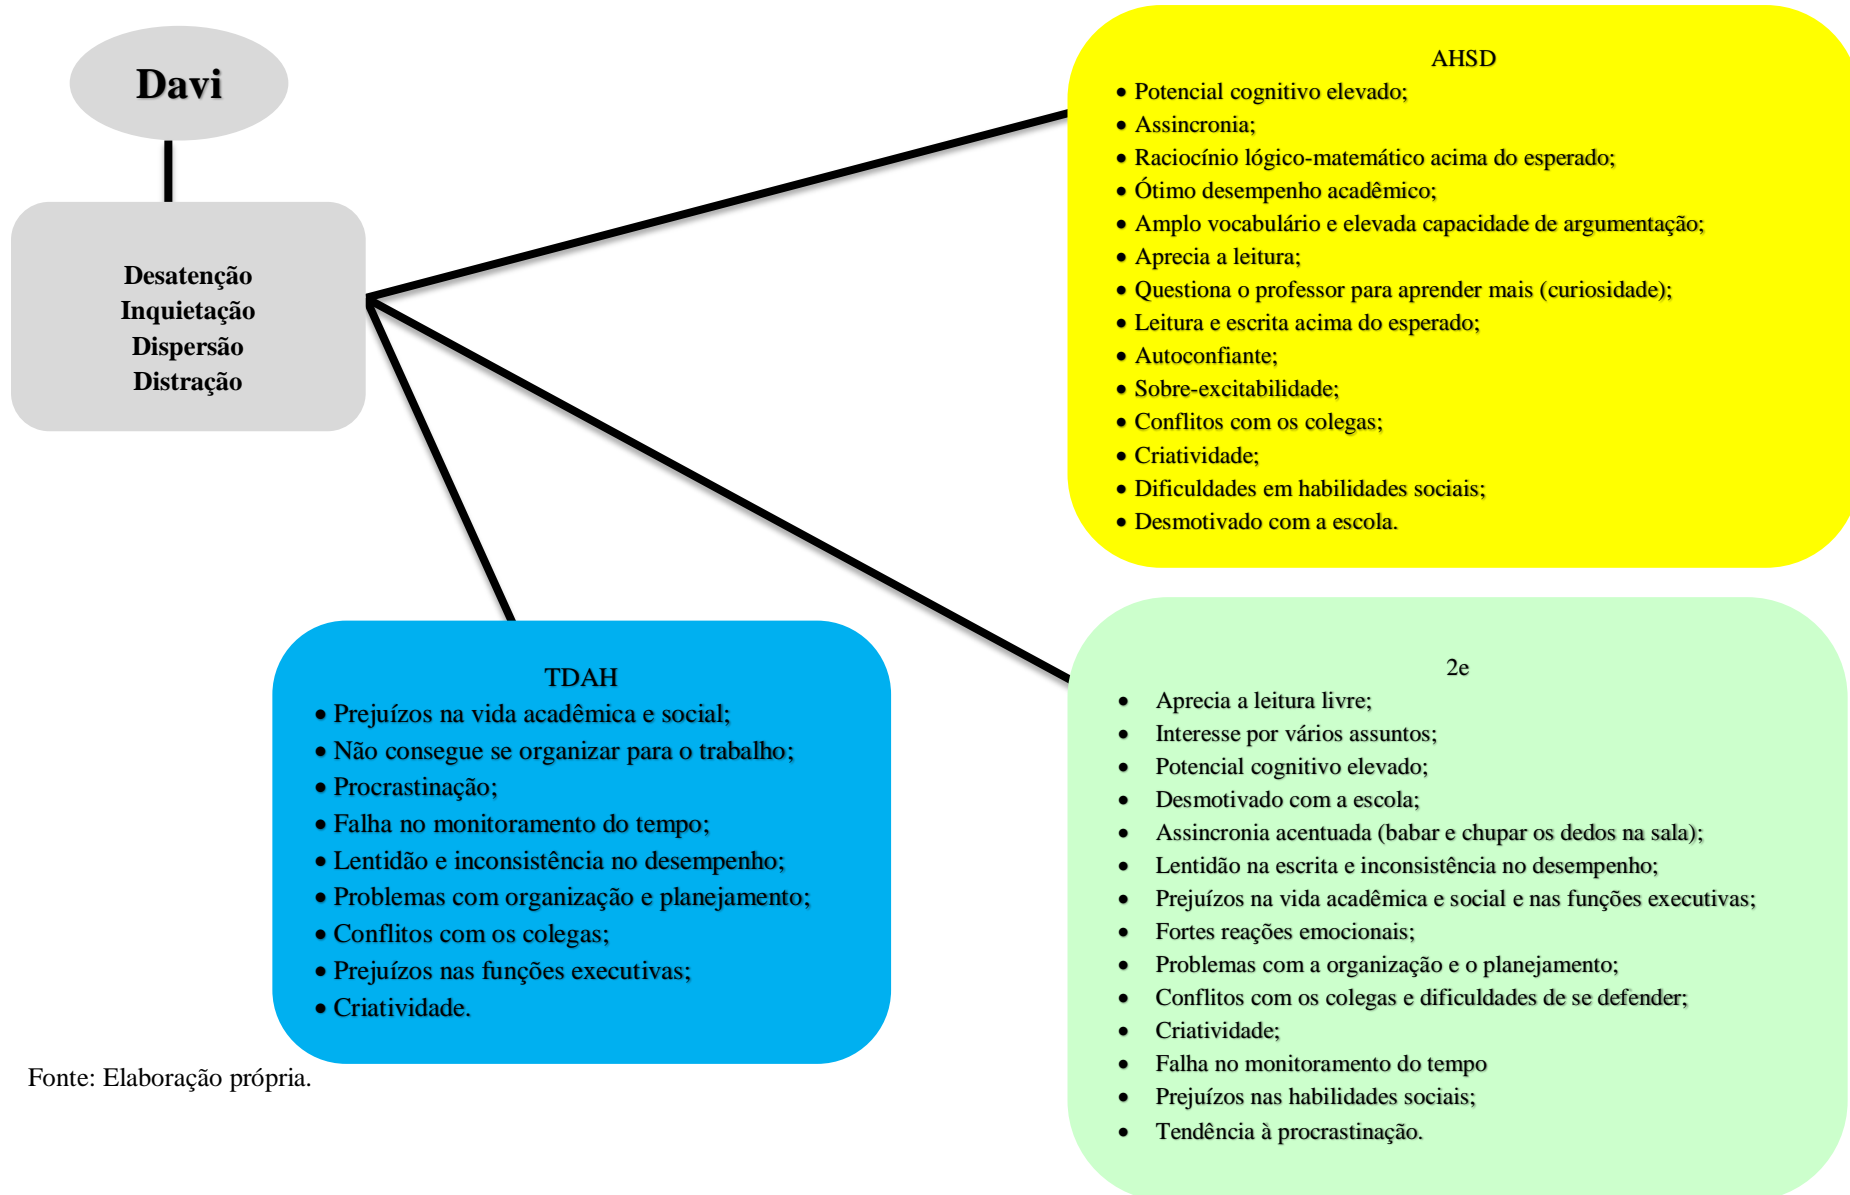 Davi
Desatenção
Inquietação
Dispersão
Distração
AHSD
• Potencial cognitivo elevado;
• Assincronia;
• Raciocínio lógico-matemático acima do esperado;
• Ótimo desempenho acadêmico;
• Amplo vocabulário e elevada capacidade de argumentação;
• Aprecia a leitura;
• Questiona o professor para aprender mais (curiosidade);
• Leitura e escrita acima do esperado;
• Autoconfiante;
• Sobre-excitabilidade;
• Conflitos com os colegas;
• Criatividade;
• Dificuldades em habilidades sociais;
• Desmotivado com a escola.
TDAH
• Prejuízos na vida acadêmica e social;
• Não consegue se organizar para o trabalho;
• Procrastinação;
• Falha no monitoramento do tempo;
• Lentidão e inconsistência no desempenho;
• Problemas com organização e planejamento;
• Conflitos com os colegas;
• Prejuízos nas funções executivas;
• Criatividade.
2e
• Aprecia a leitura livre;
• Interesse por vários assuntos;
• Potencial cognitivo elevado;
• Desmotivado com a escola;
• Assincronia acentuada (babar e chupar os dedos na sala);
• Lentidão na escrita e inconsistência no desempenho;
• Prejuízos na vida acadêmica e social e nas funções executivas;
• Fortes reações emocionais;
• Problemas com a organização e o planejamento;
• Conflitos com os colegas e dificuldades de se defender;
• Criatividade;
• Falha no monitoramento do tempo
• Prejuízos nas habilidades sociais;
• Tendência à procrastinação.
Fonte: Elaboração própria.